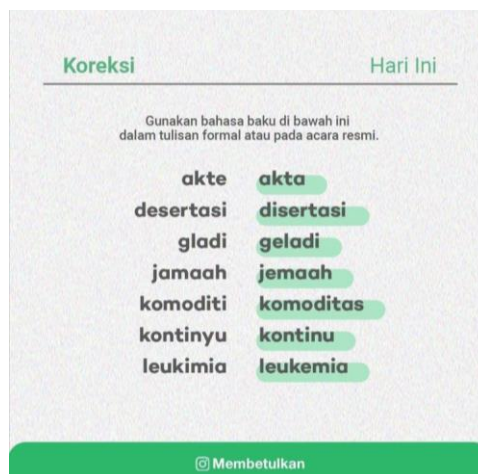 Koreksi Hari Ini
Gunakan bahasa baku di bawah ini
dalam tulisan formal atau pada acara resmi.
akte akta
desertasi disertasi
gladi geladi
jamaah jemaah
komoditi komoditas
kontinyu kontinu
leukimia leukemia
Membetulkan